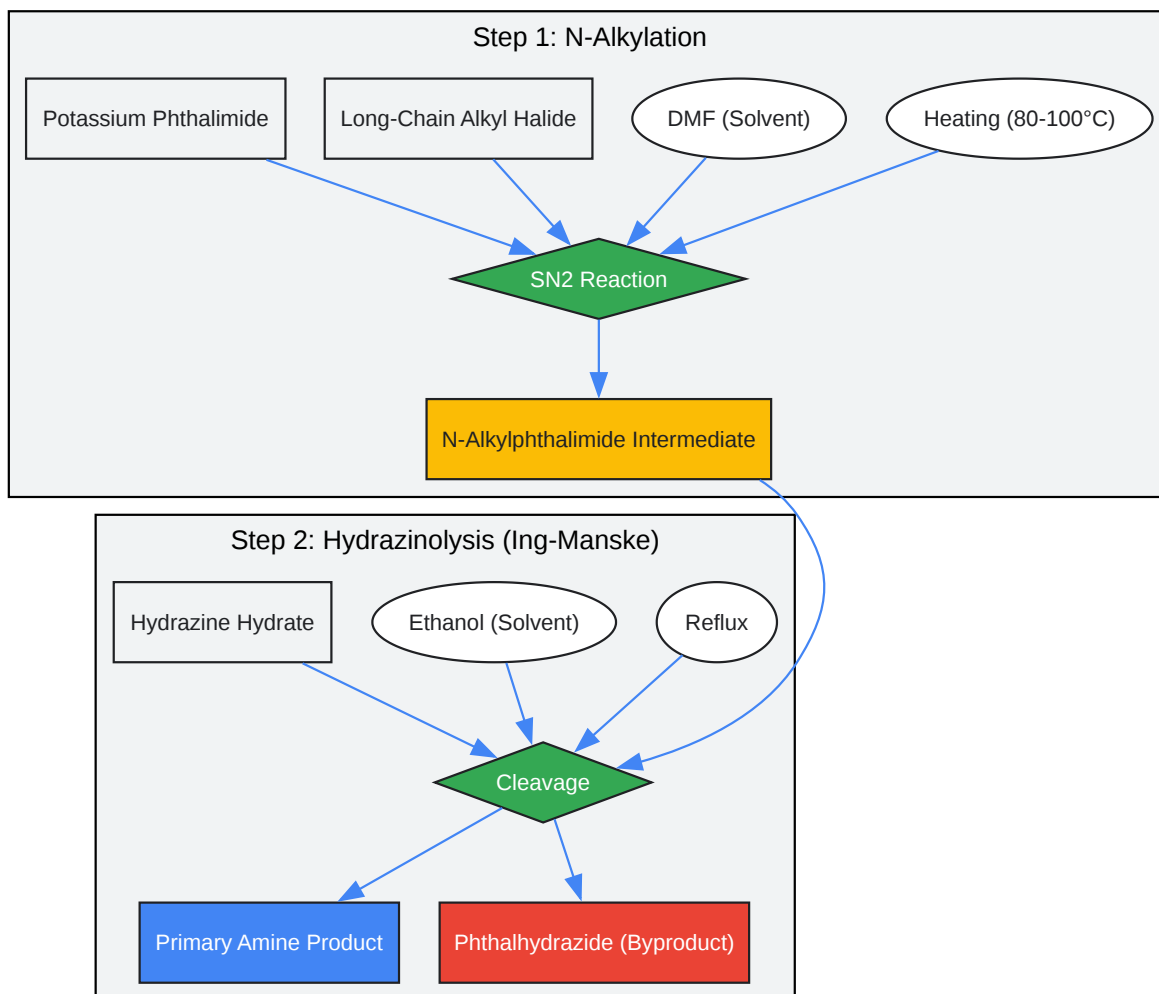 Step 1: N-Alkylation
Potassium Phthalimide
Long-Chain Alkyl Halide
DMF (Solvent)
Heating (80-100°C)
SN2 Reaction
N-Alkylphthalimide Intermediate
Step 2: Hydrazinolysis (Ing-Manske)
Hydrazine Hydrate
Ethanol (Solvent)
Reflux
Cleavage
Primary Amine Product
Phthalhydrazide (Byproduct)